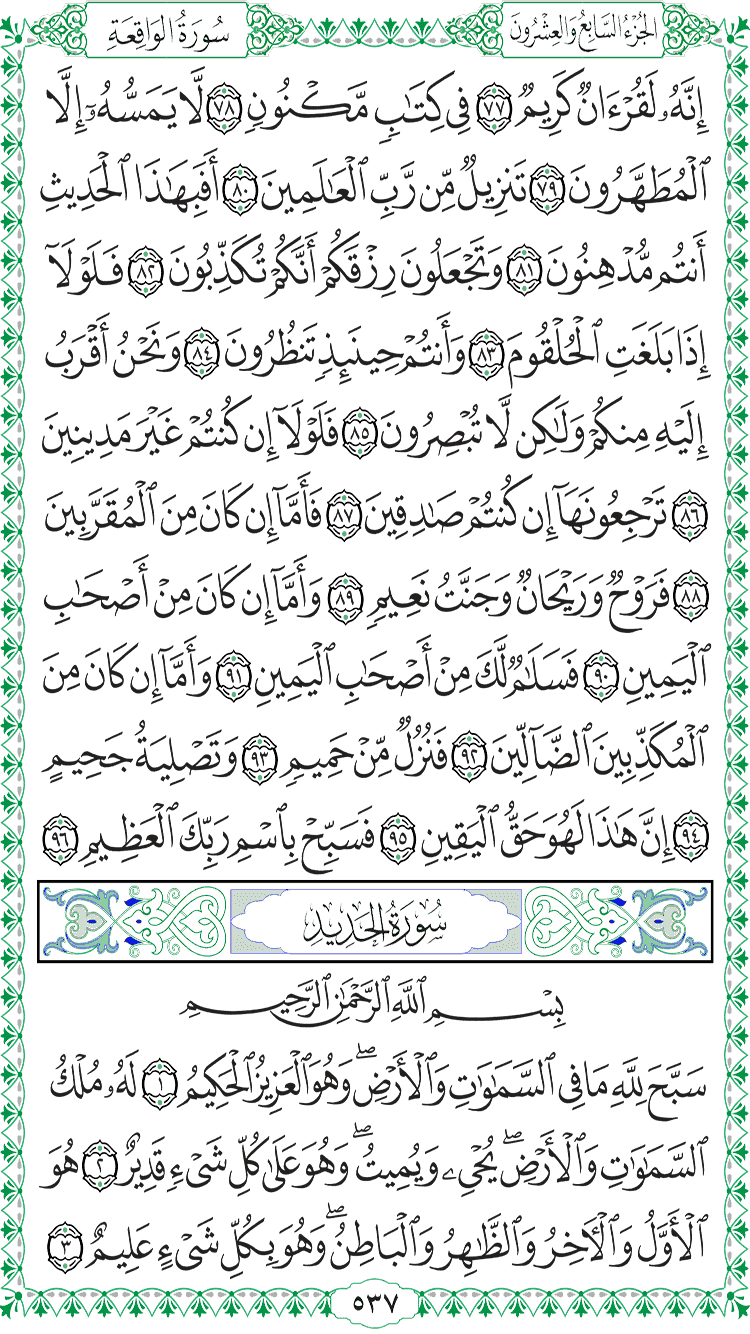 الجُزْءُ السَّابِعُ وَالعِشْرُونَ
سُورَةُ الوَاقِعَةِ
إِنَّهُۥ لَقُرْءَانٌ كَرِيمٌ ٧٧ فِى كِتَٰبٍ مَّكْنُونٍ ٧٨ لَّا يَمَسُّهُۥٓ إِلَّا
ٱلْمُطَهَّرُونَ ٧٩ تَنزِيلٌ مِّن رَّبِّ ٱلْعَٰلَمِينَ ٨٠ أَفَبِهَٰذَا ٱلْحَدِيثِ
أَنتُم مُّدْهِنُونَ ٨١ وَتَجْعَلُونَ رِزْقَكُمْ أَنَّكُمْ تُكَذِّبُونَ ٨٢ فَلَوْلَآ
إِذَا بَلَغَتِ ٱلْحُلْقُومَ ٨٣ وَأَنتُمْ حِينَئِذٍ تَنظُرُونَ ٨٤ وَنَحْنُ أَقْرَبُ
إِلَيْهِ مِنكُمْ وَلَٰكِن لَّا تُبْصِرُونَ ٨٥ فَلَوْلَآ إِن كُنتُمْ غَيْرَ مَدِينِينَ
٨٦ تَرْجِعُونَهَآ إِن كُنتُمْ صَٰدِقِينَ ٨٧ فَأَمَّآ إِن كَانَ مِنَ ٱلْمُقَرَّبِينَ
٨٨ فَرَوْحٌ وَرَيْحَانٌ وَجَنَّتُ نَعِيمٍ ٨٩ وَأَمَّآ إِن كَانَ مِنْ أَصْحَٰبِ
ٱلْيَمِينِ ٩٠ فَسَلَٰمٌ لَّكَ مِنْ أَصْحَٰبِ ٱلْيَمِينِ ٩١ وَأَمَّآ إِن كَانَ مِنَ
ٱلْمُكَذِّبِينَ ٱلضَّآلِّينَ ٩٢ فَنُزُلٌ مِّنْ حَمِيمٍ ٩٣ وَتَصْلِيَةُ جَحِيمٍ
٩٤ إِنَّ هَٰذَا لَهُوَ حَقُّ ٱلْيَقِينِ ٩٥ فَسَبِّحْ بِٱسْمِ رَبِّكَ ٱلْعَظِيمِ ٩٦
سُورَةُ الحَدِيدِ
بِسْمِ ٱللَّهِ ٱلرَّحْمَٰنِ ٱلرَّحِيمِ
سَبَّحَ لِلَّهِ مَا فِى ٱلسَّمَٰوَٰتِ وَٱلْأَرْضِ ۖ وَهُوَ ٱلْعَزِيزُ ٱلْحَكِيمُ ١ لَهُۥ مُلْكُ
ٱلسَّمَٰوَٰتِ وَٱلْأَرْضِ ۖ يُحْىِۦ وَيُمِيتُ ۖ وَهُوَ عَلَىٰ كُلِّ شَىْءٍ قَدِيرٌ ٢ هُوَ
ٱلْأَوَّلُ وَٱلْءَاخِرُ وَٱلظَّٰهِرُ وَٱلْبَاطِنُ ۖ وَهُوَ بِكُلِّ شَىْءٍ عَلِيمٌ ٣
٥٣٧